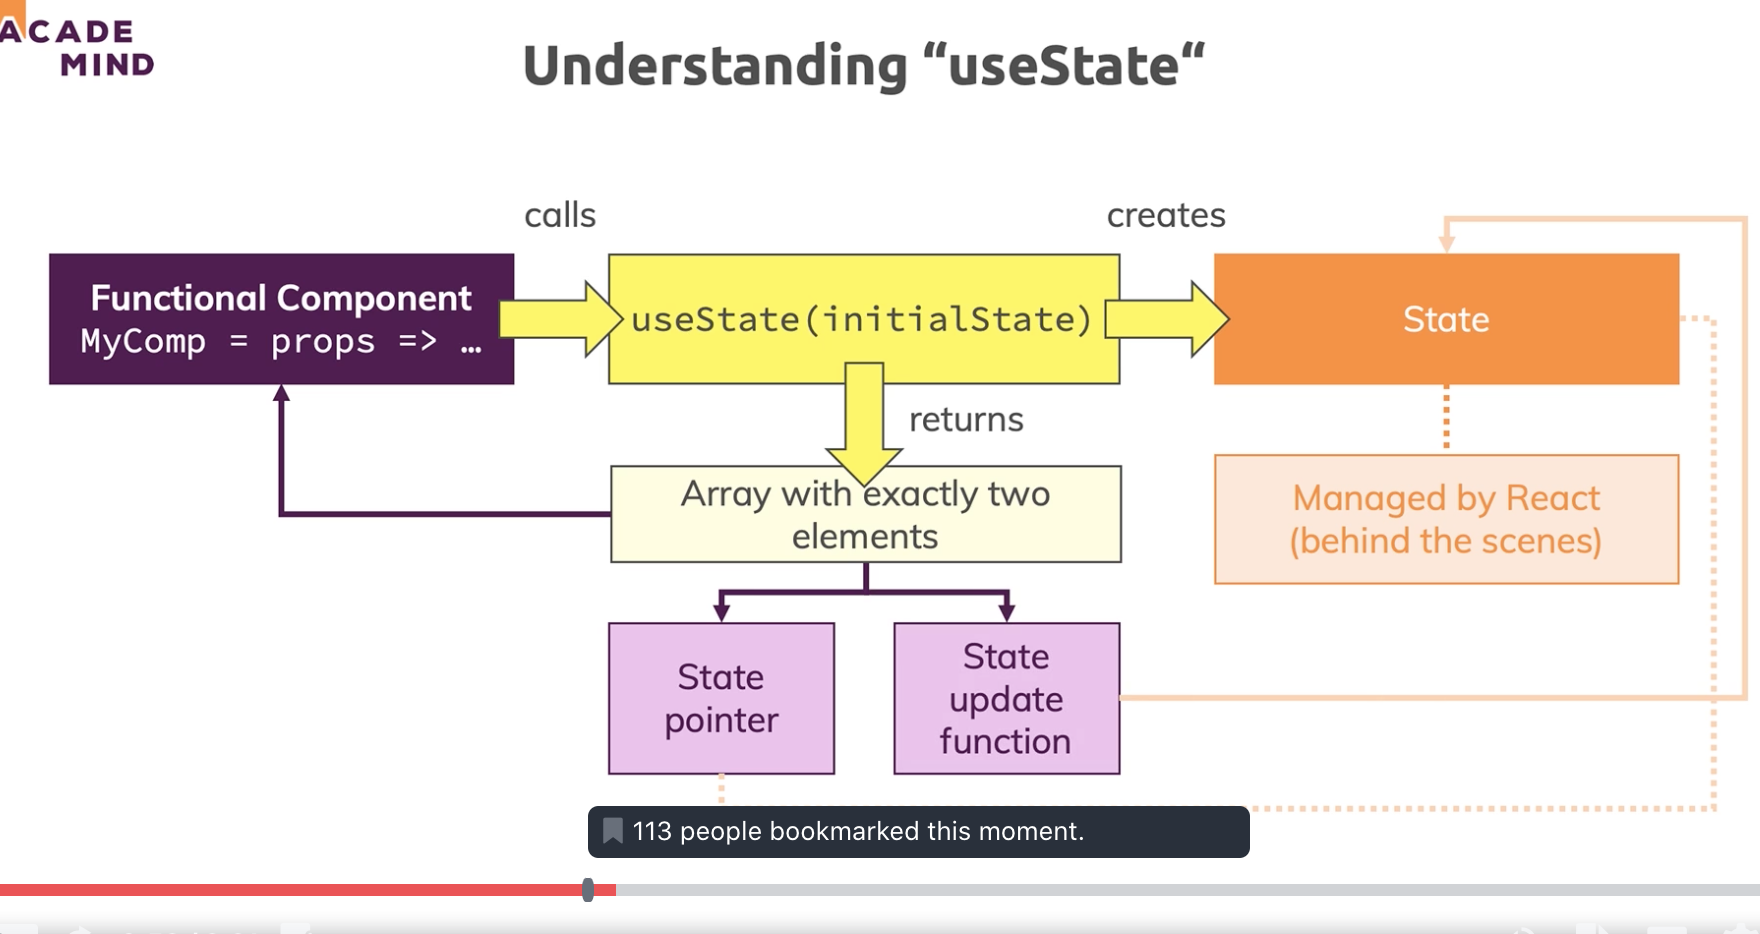 ACADE
MIND
Understanding “useState“
calls
creates
Functional Component
MyComp = props => …
useState(initialState)
State
returns
Array with exactly two
elements
Managed by React
(behind the scenes)
State
pointer
State
update
function
113 people bookmarked this moment.